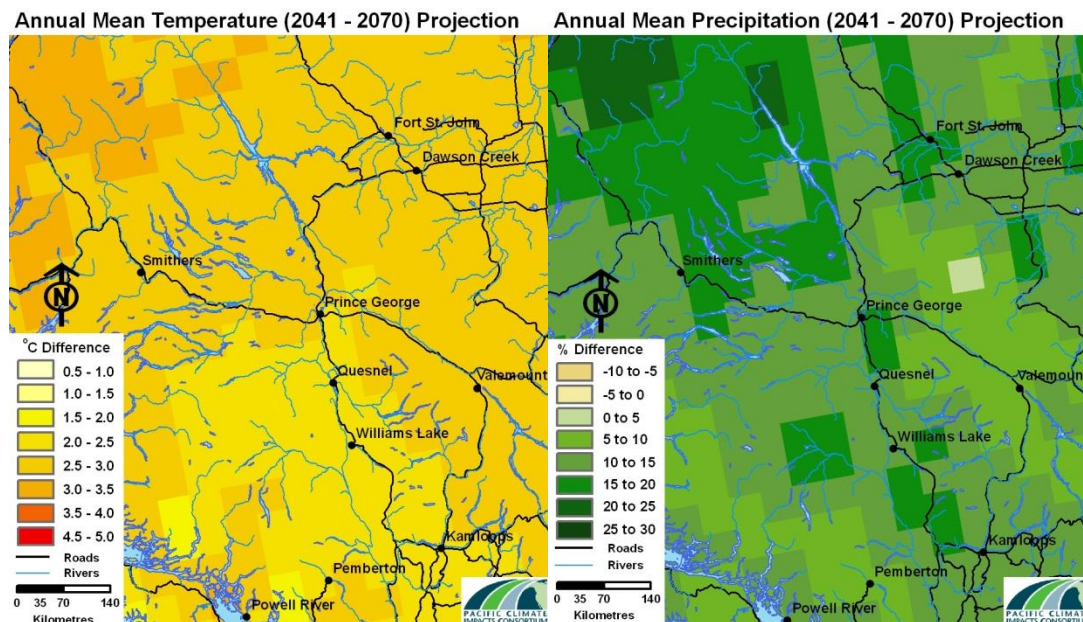 Annual Mean Temperature (2041 - 2070) Projection
Fort St. John
Dawson Creek
Smithers
N
Prince George
°C Difference
0.5 - 1.0
1.0 - 1.5
1.5 - 2.0
2.0 - 2.5
2.5 - 3.0
3.0 - 3.5
3.5 - 4.0
4.5 - 5.0
Roads
Rivers
0 35 70 140
Kilometres
Quesnel
Valemount
Williams Lake
Kamloops
Pemberton
Powell River
PACIFIC CLIMATE
IMPACTS CONSORTIUM
Annual Mean Precipitation (2041 - 2070) Projection
Fort St. John
Dawson Creek
Smithers
N
Prince George
% Difference
-10 to -5
-5 to 0
0 to 5
5 to 10
10 to 15
15 to 20
20 to 25
25 to 30
Roads
Rivers
0 35 70 140
Kilometres
Quesnel
Valemount
Williams Lake
Kamloops
Pemberton
Powell River
PACIFIC CLIMATE
IMPACTS CONSORTIUM